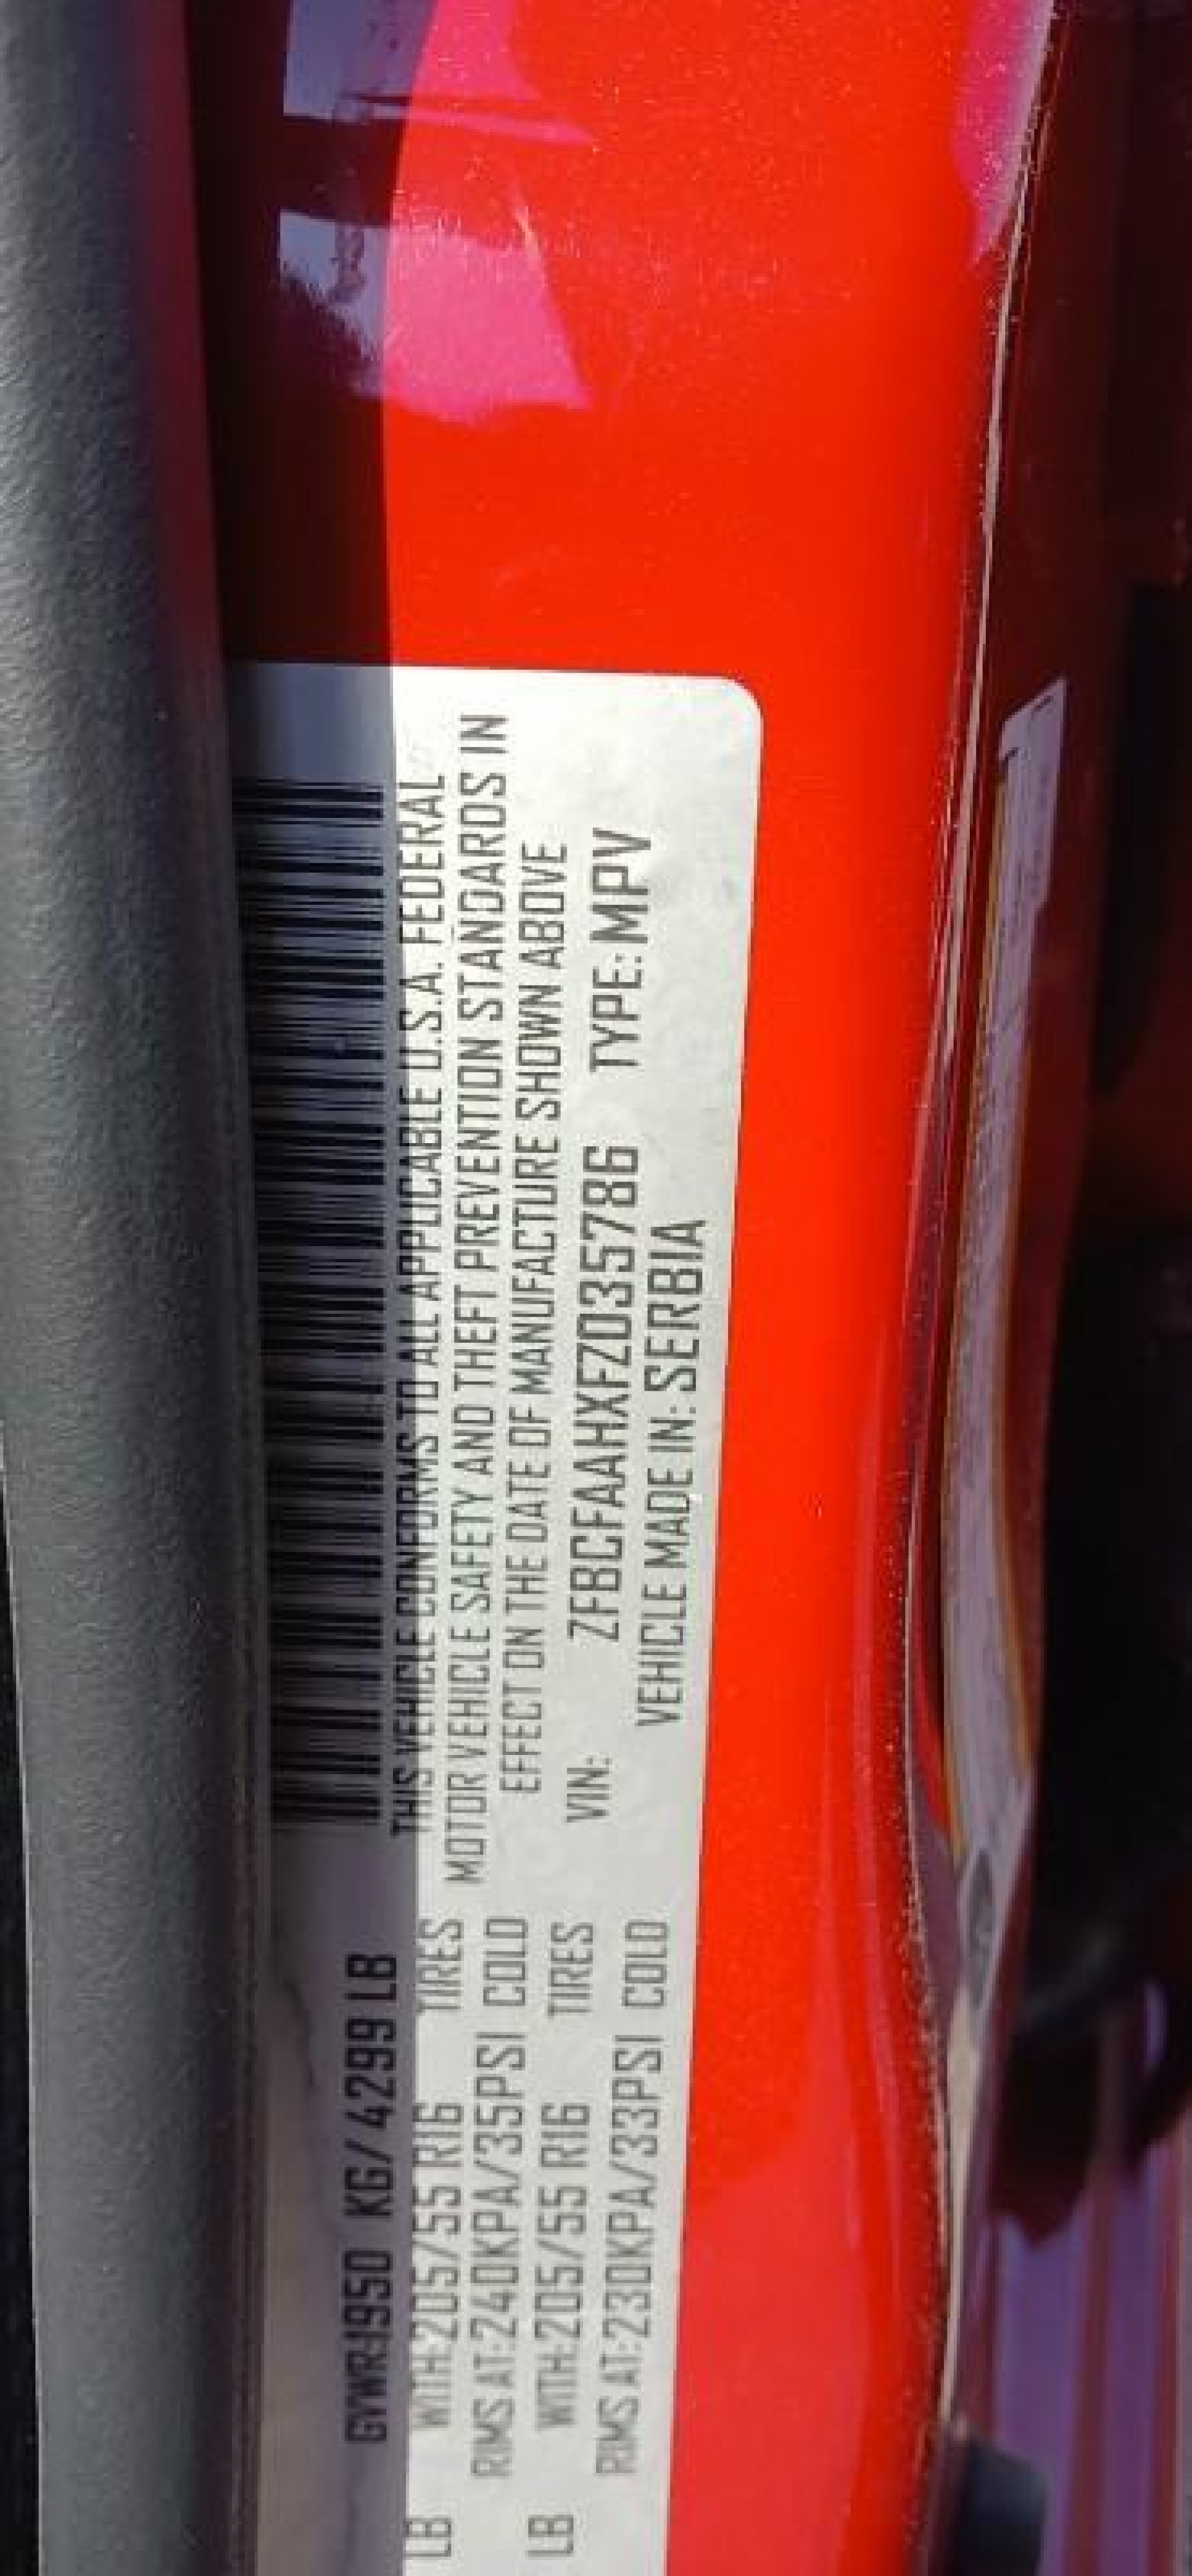 GVWR:1950 KG/ 4299 LB
THIS VEHICLE CONFORMS TO ALL APPLICABLE U.S.A. FEDERAL
MOTOR VEHICLE SAFETY AND THEFT PREVENTION STANDARDS IN
EFFECT ON THE DATE OF MANUFACTURE SHOWN ABOVE
LB WITH:205/55 R16 TIRES
RIMS AT:240KPA/35PSI COLD
LB WITH:205/55 R16 TIRES
RIMS AT:230KPA/33PSI COLD
VIN: ZFBCFAAHXFZ035786 TYPE: MPV
VEHICLE MADE IN: SERBIA